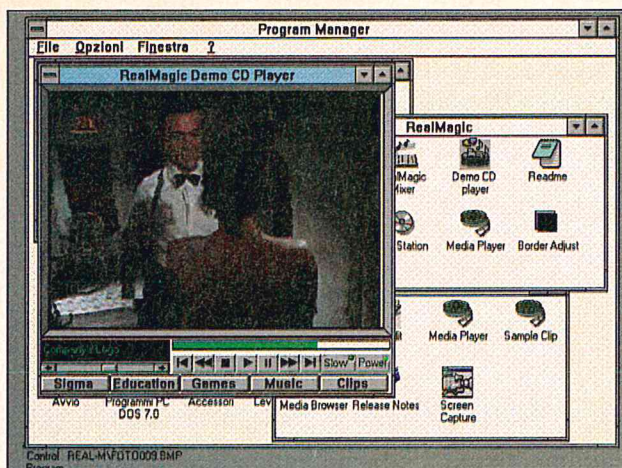 Program Manager
File Opzioni Finestra ?
RealMagic Demo CD Player
RealMagic
Mixer
Demo CD player
Readme
Station
Media Player
Border Adjust
Media Player
Sample Clip
Slow Power
Sigma Education Games Music Clips
Avvio
Programmi PC DOS 7.0
Accessori
Media Browser
Release Notes
Screen Capture
Control REAL-M\FOTO009.BMP
Program